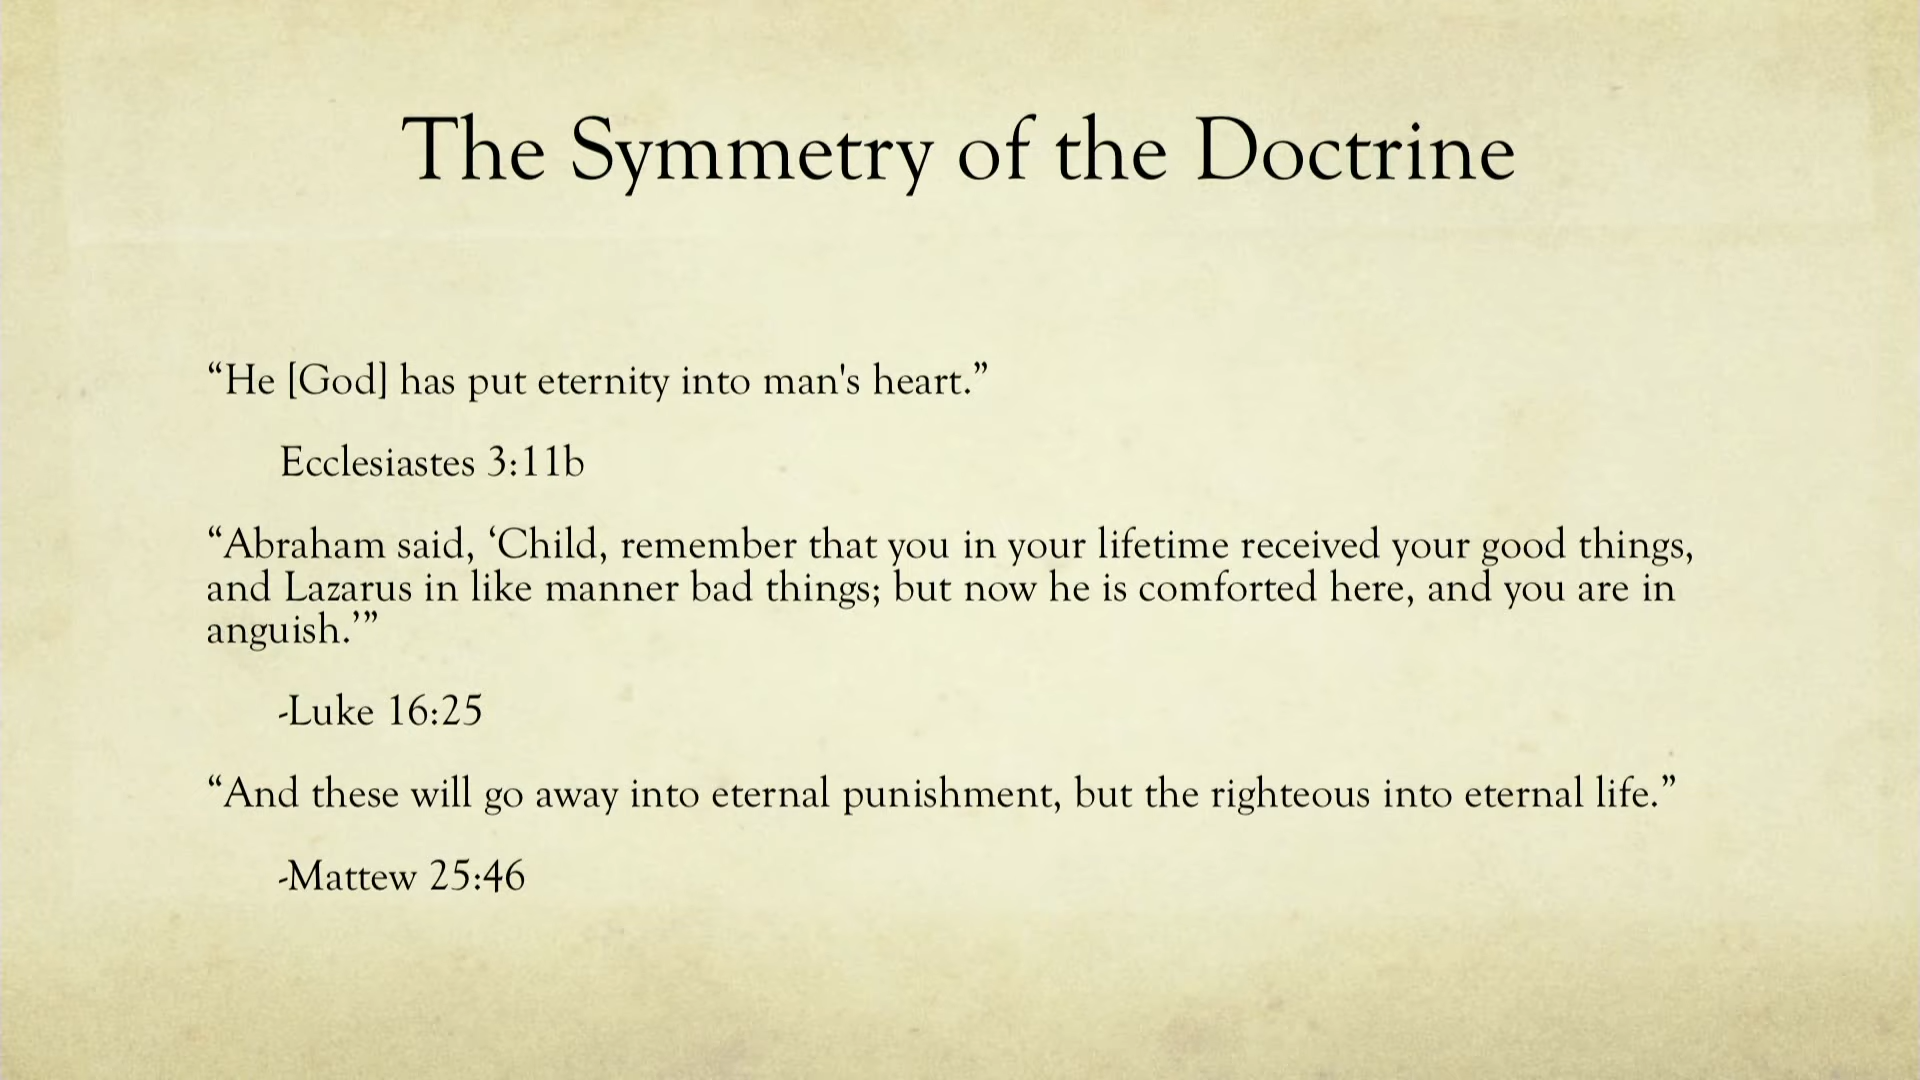 The Symmetry of the Doctrine
“He [God] has put eternity into man's heart.”
Ecclesiastes 3:11b
“Abraham said, ‘Child, remember that you in your lifetime received your good things,
and Lazarus in like manner bad things; but now he is comforted here, and you are in
anguish.’”
-Luke 16:25
“And these will go away into eternal punishment, but the righteous into eternal life.”
-Mattew 25:46